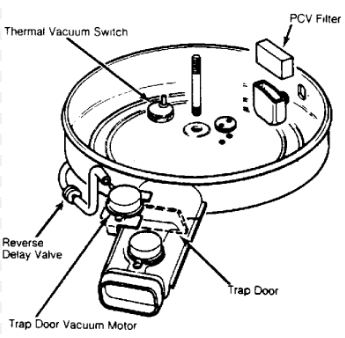 PCV Filter
Thermal Vacuum Switch
Reverse
Delay Valve
Trap Door
Trap Door Vacuum Motor